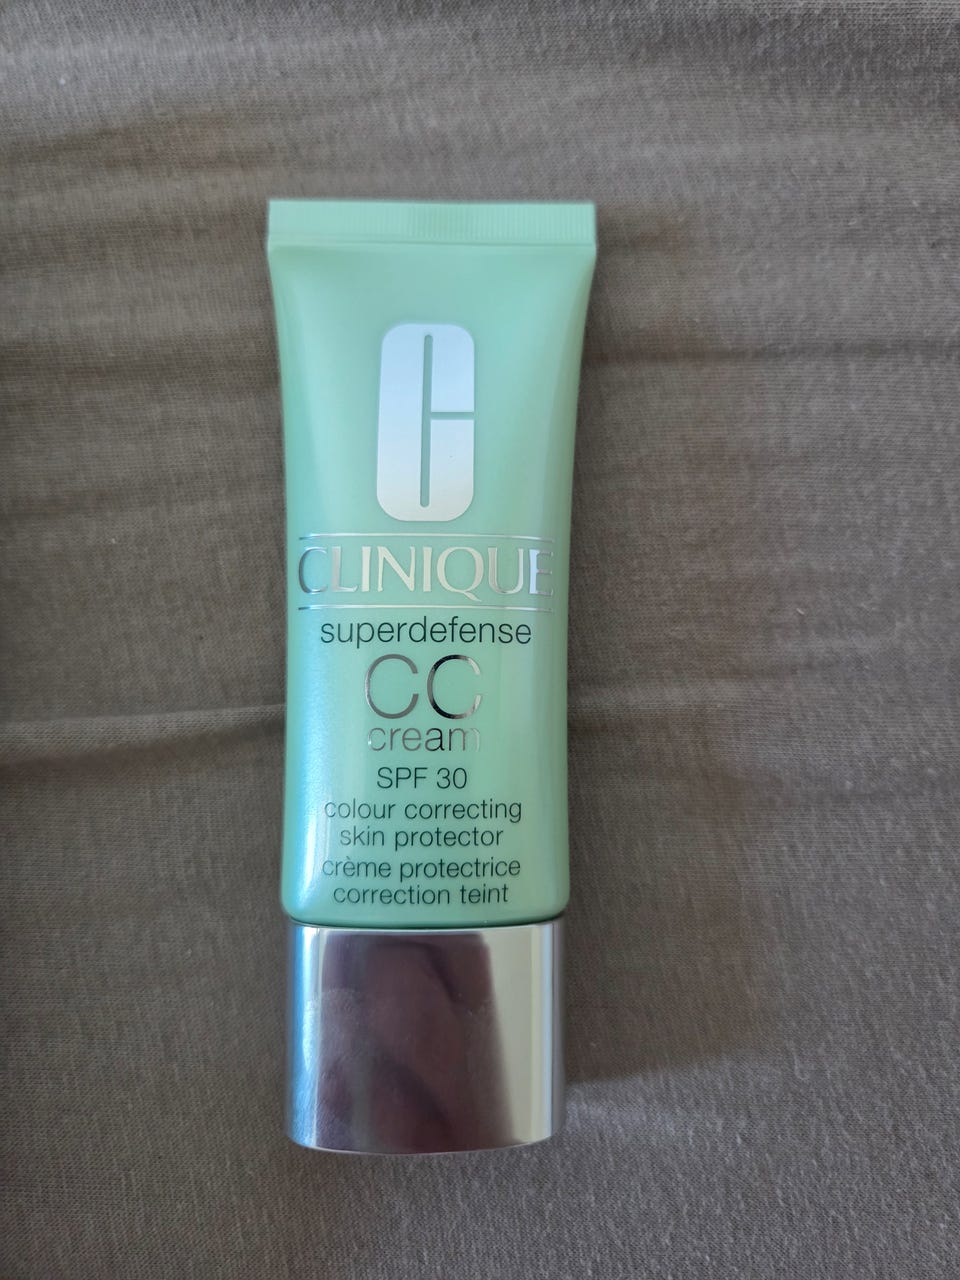 C
CLINIQUE
superdefense
CC
cream
SPF 30
colour correcting
skin protector
crème protectrice
correction teint